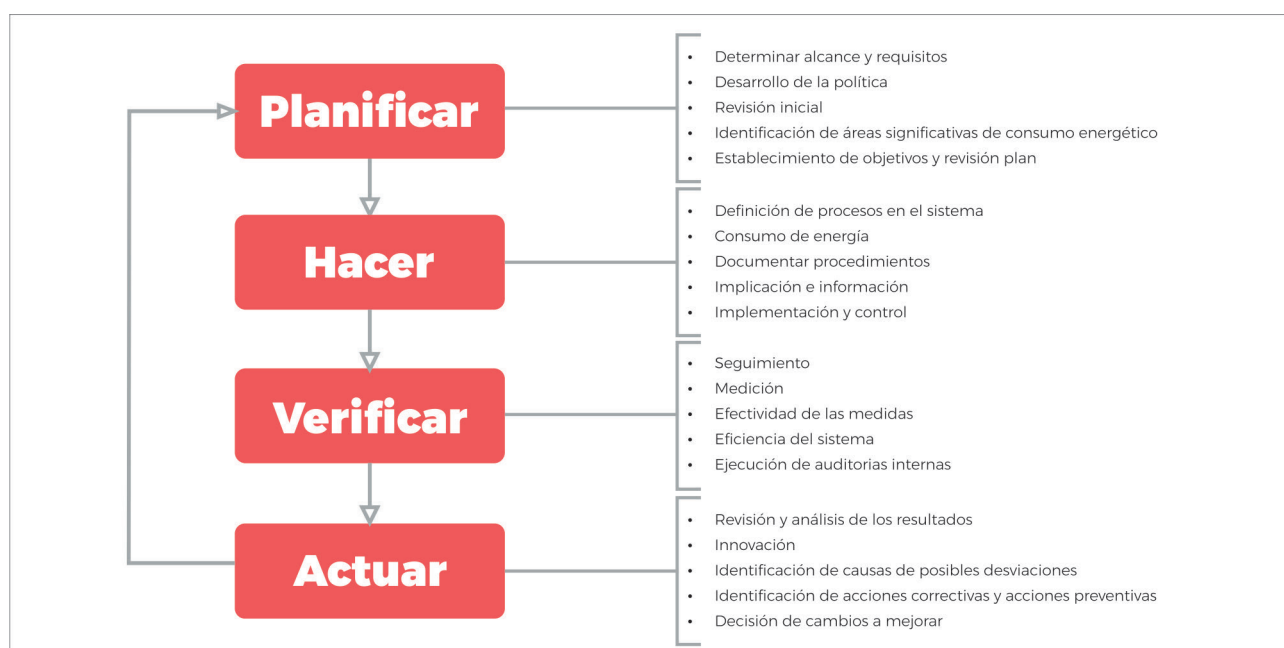 Planificar
• Determinar alcance y requisitos
• Desarrollo de la política
• Revisión inicial
• Identificación de áreas significativas de consumo energético
• Establecimiento de objetivos y revisión plan
Hacer
• Definición de procesos en el sistema
• Consumo de energía
• Documentar procedimientos
• Implicación e información
• Implementación y control
Verificar
• Seguimiento
• Medición
• Efectividad de las medidas
• Eficiencia del sistema
• Ejecución de auditorias internas
Actuar
• Revisión y análisis de los resultados
• Innovación
• Identificación de causas de posibles desviaciones
• Identificación de acciones correctivas y acciones preventivas
• Decisión de cambios a mejorar